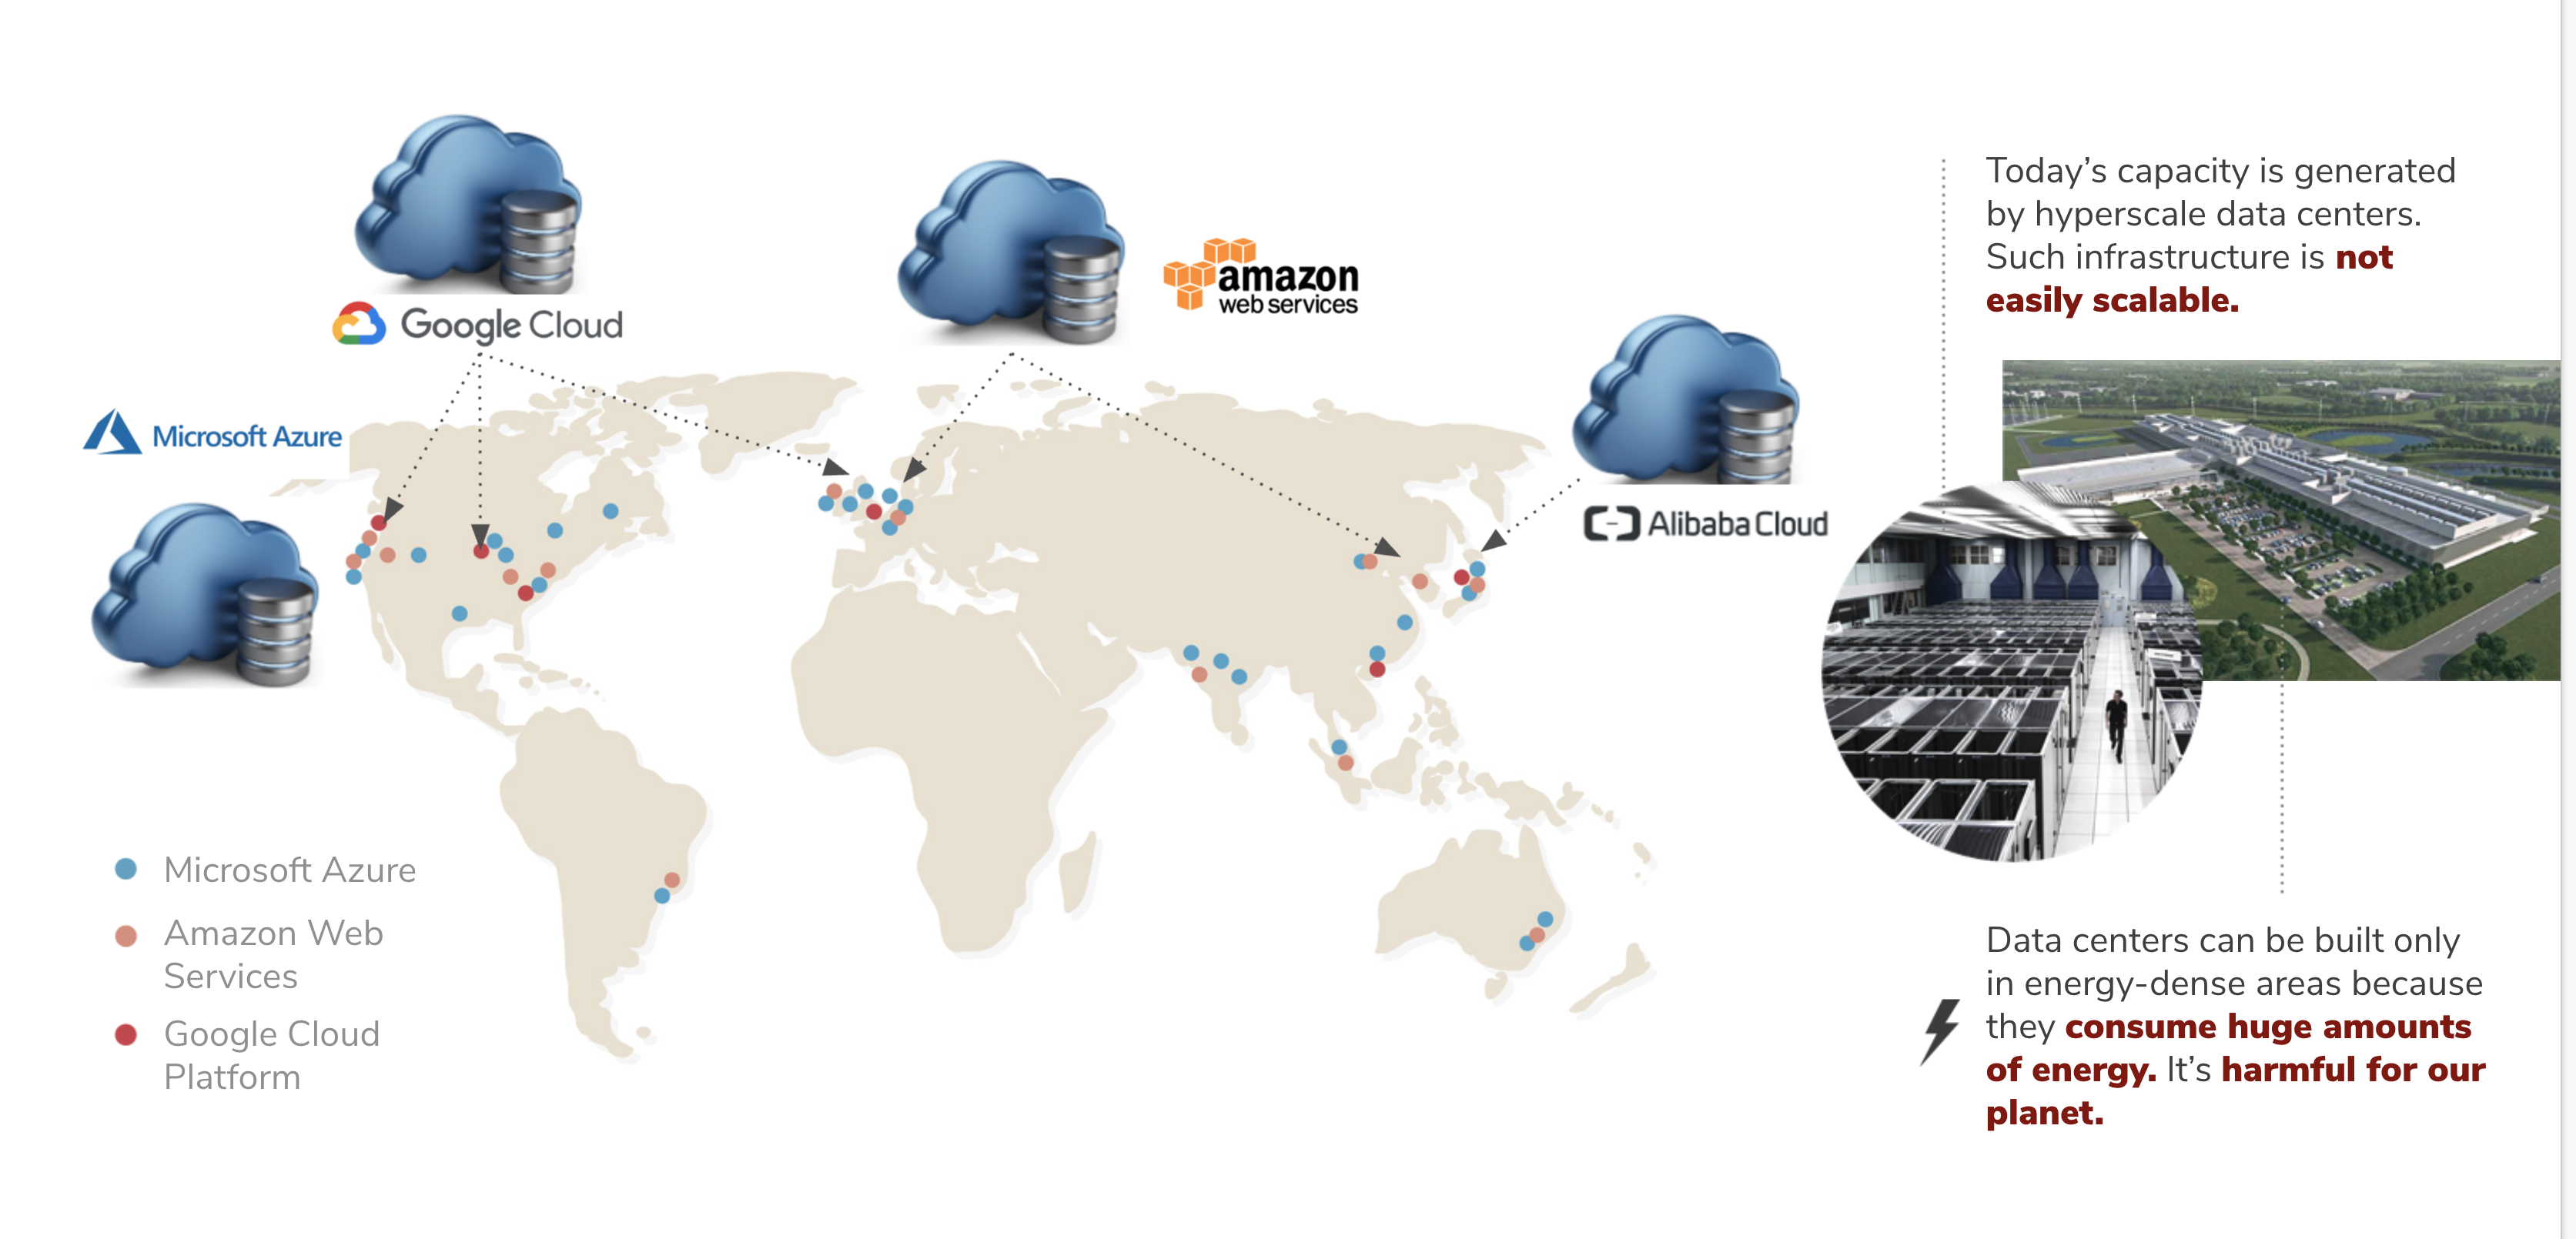 Google Cloud
amazon
web services
Microsoft Azure
Alibaba Cloud
Microsoft Azure
Amazon Web
Services
Google Cloud
Platform
Today’s capacity is generated
by hyperscale data centers.
Such infrastructure is not
easily scalable.
Data centers can be built only
in energy-dense areas because
they consume huge amounts
of energy. It’s harmful for our
planet.